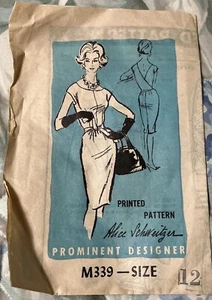 PRINTED
PATTERN
Alice Schweitzer
PROMINENT DESIGNER
M339—SIZE 12